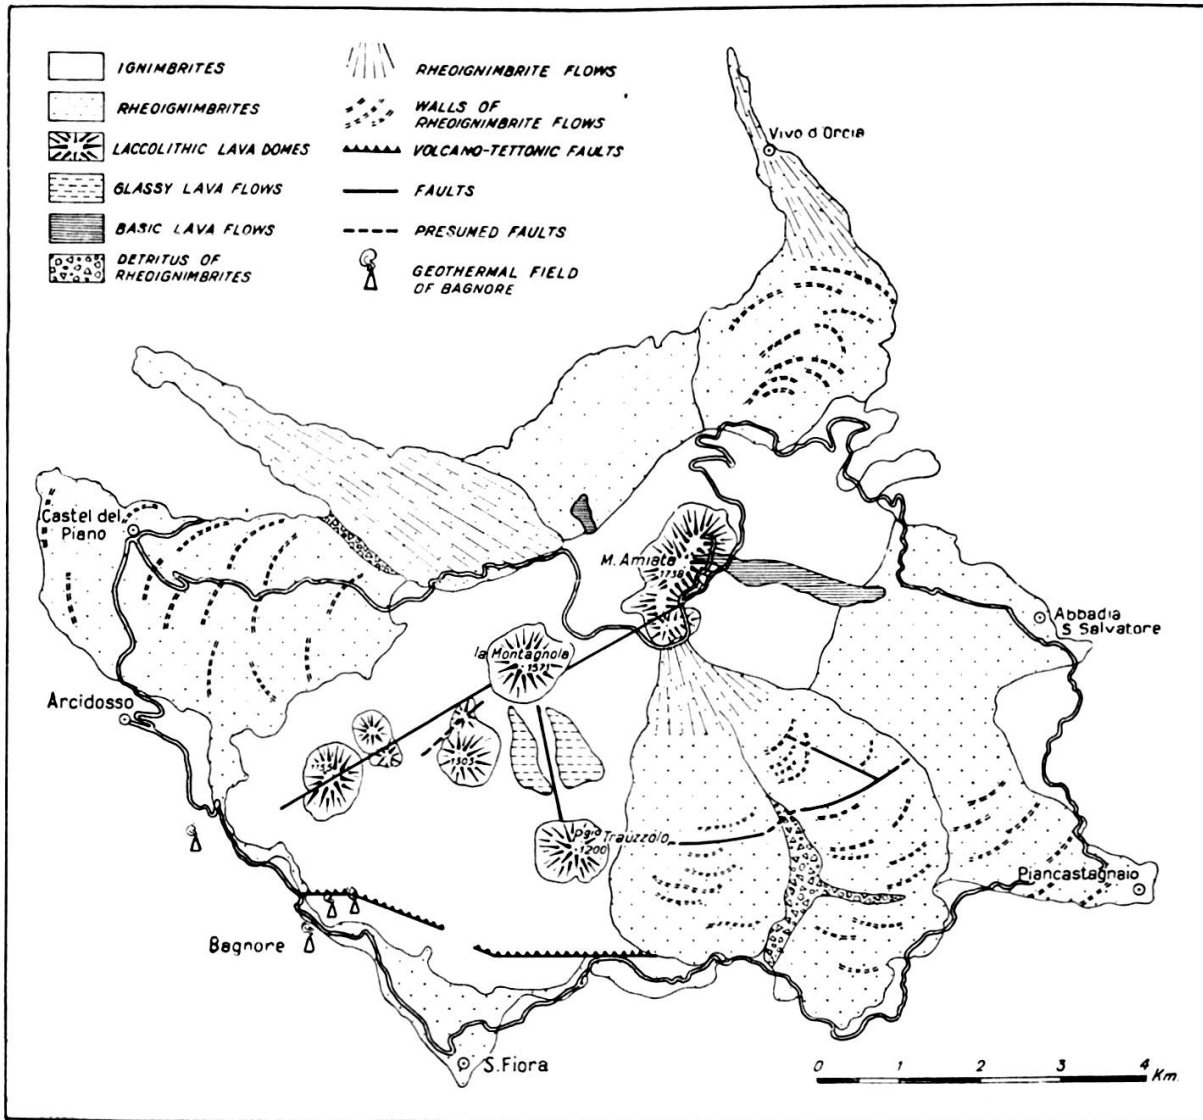 IGNIMBRITES
RHEOIGNIMBRITES
LACCOLITHIC LAVA DOMES
GLASSY LAVA FLOWS
BASIC LAVA FLOWS
DETRITUS OF
RHEOIGNIMBRITES
RHEOIGNIMBRITE FLOWS
WALLS OF
RHEOIGNIMBRITE FLOWS
VOLCANO-TETTONIC FAULTS
FAULTS
PRESUMED FAULTS
GEOTHERMAL FIELD
OF BAGNORE
Vivo d'Orcia
Castel del
Piano
M. Amiata
1738
Abbadia
S Salvatore
la Montagnola
1571
Arcidosso
1303
Pgio Trauzzolo
1200
Piancastagnaio
Bagnore
S. Fiora
0 1 2 3 4
Km.